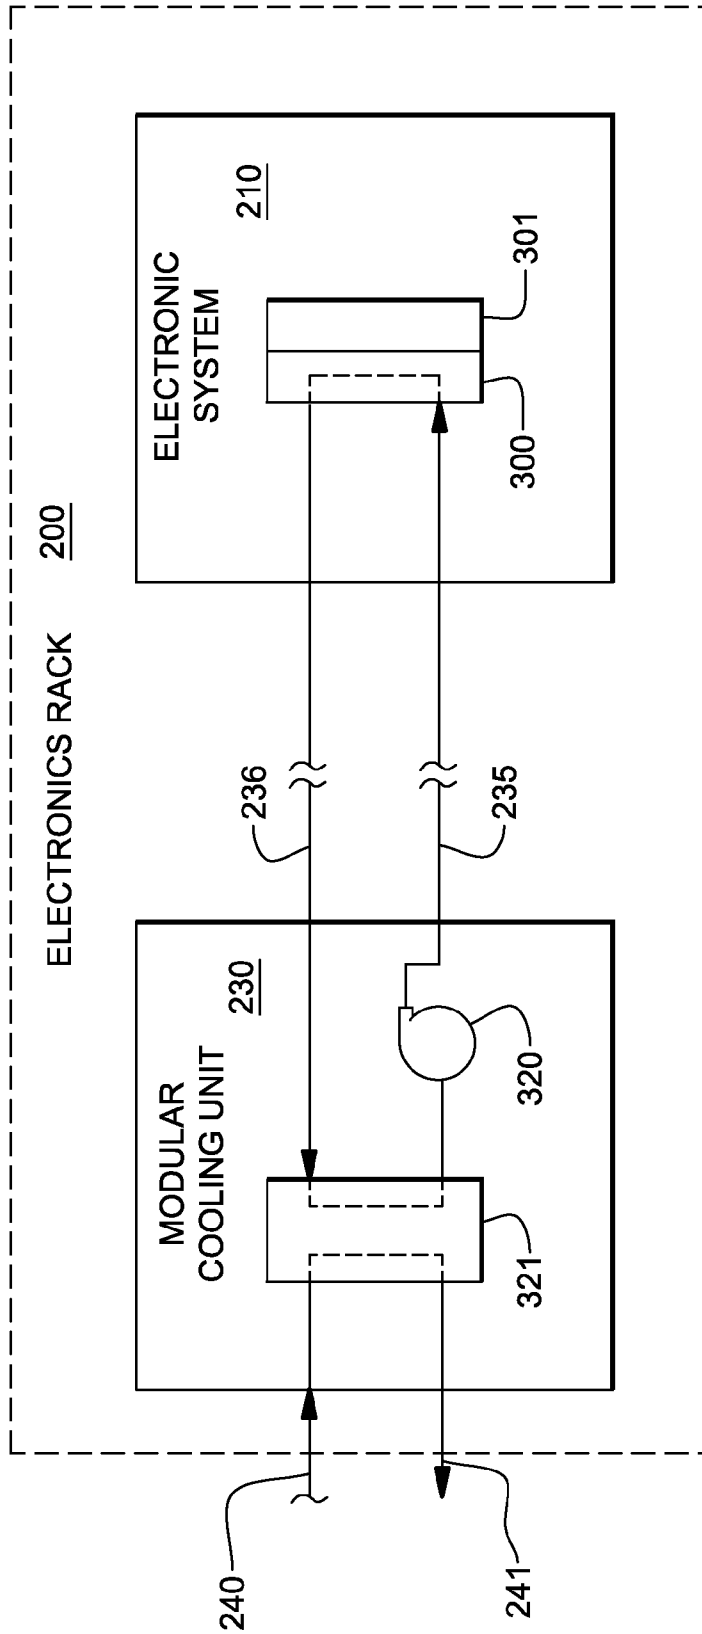 ELECTRONICS RACK
200
MODULAR
COOLING UNIT
230
ELECTRONIC
SYSTEM
210
240
236
241
321
320
235
300
301